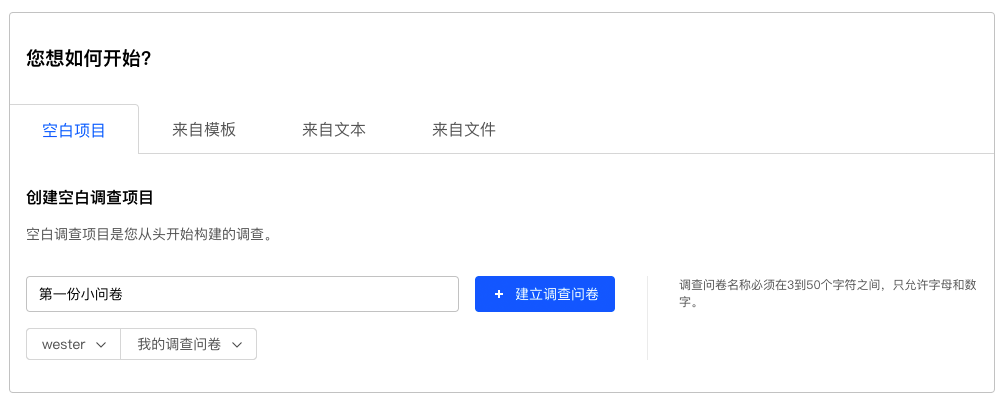 您想如何开始?
空白项目
来自模板
来自文本
来自文件
创建空白调查项目
空白调查项目是您从头开始构建的调查。
第一份小问卷
+ 建立调查问卷
调查问卷名称必须在3到50个字符之间，只允许字母和数
字。
wester
我的调查问卷